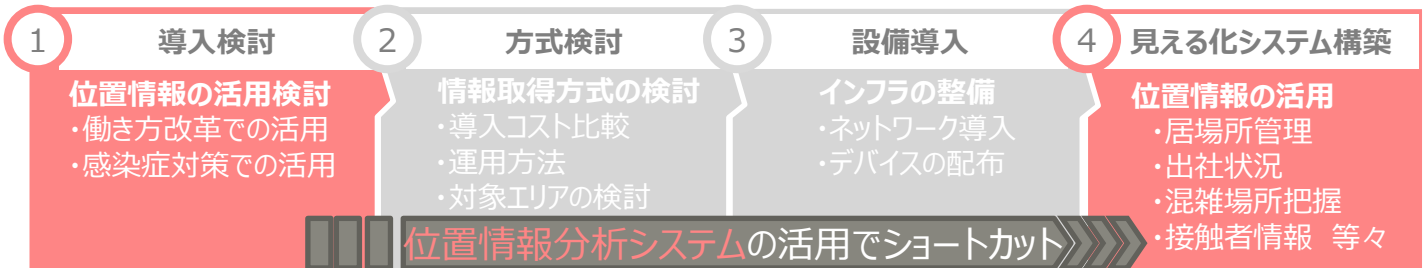 1 導入検討
位置情報の活用検討
・働き方改革での活用
・感染症対策での活用
2 方式検討
情報取得方式の検討
・導入コスト比較
・運用方法
・対象エリアの検討
3 設備導入
インフラの整備
・ネットワーク導入
・デバイスの配布
4 見える化システム構築
位置情報の活用
・居場所管理
・出社状況
・混雑場所把握
・接触者情報 等々
位置情報分析システムの活用でショートカット